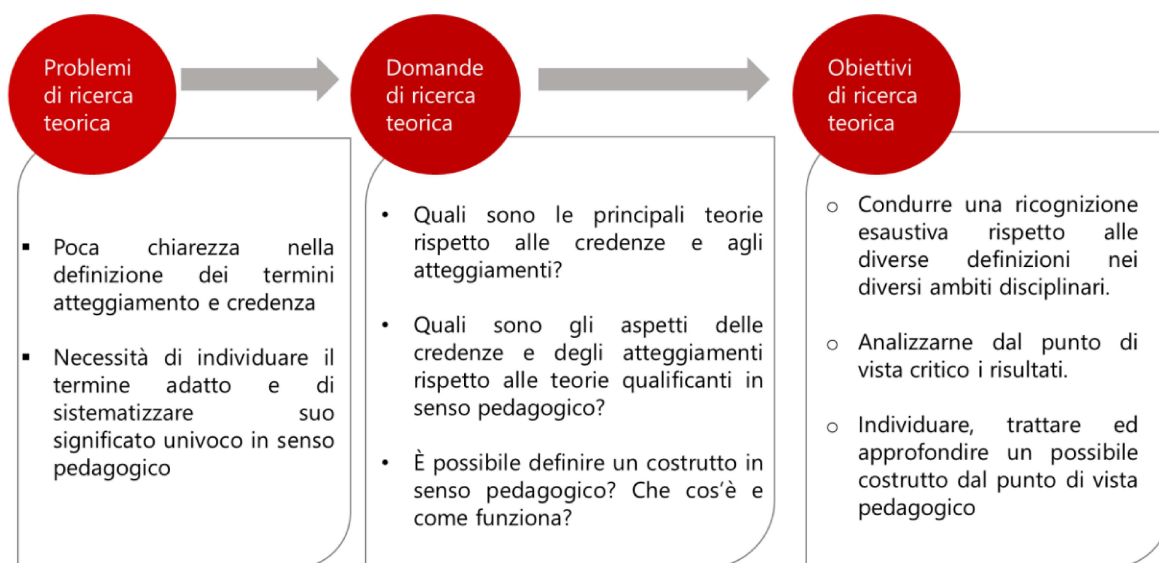 Problemi
di ricerca
teorica
▪ Poca chiarezza nella
definizione dei termini
atteggiamento e credenza
▪ Necessità di individuare il
termine adatto e di
sistematizzare suo
significato univoco in senso
pedagogico
Domande
di ricerca
teorica
• Quali sono le principali teorie
rispetto alle credenze e agli
atteggiamenti?
• Quali sono gli aspetti delle
credenze e degli atteggiamenti
rispetto alle teorie qualificanti in
senso pedagogico?
• È possibile definire un costrutto in
senso pedagogico? Che cos'è e
come funziona?
Obiettivi
di ricerca
teorica
o Condurre una ricognizione
esaustiva rispetto alle
diverse definizioni nei
diversi ambiti disciplinari.
o Analizzarne dal punto di
vista critico i risultati.
o Individuare, trattare ed
approfondire un possibile
costrutto dal punto di vista
pedagogico